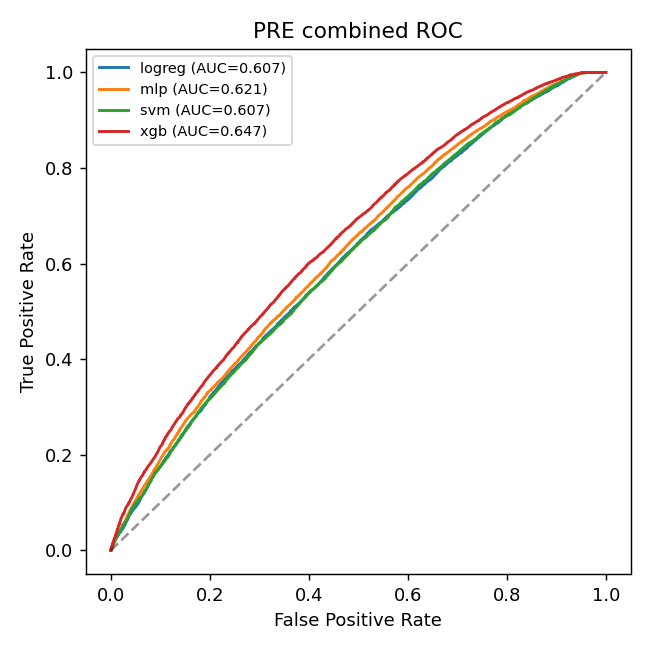 PRE combined ROC
logreg (AUC=0.607)
mlp (AUC=0.621)
svm (AUC=0.607)
xgb (AUC=0.647)
True Positive Rate
1.0
0.8
0.6
0.4
0.2
0.0
0.0 0.2 0.4 0.6 0.8 1.0
False Positive Rate